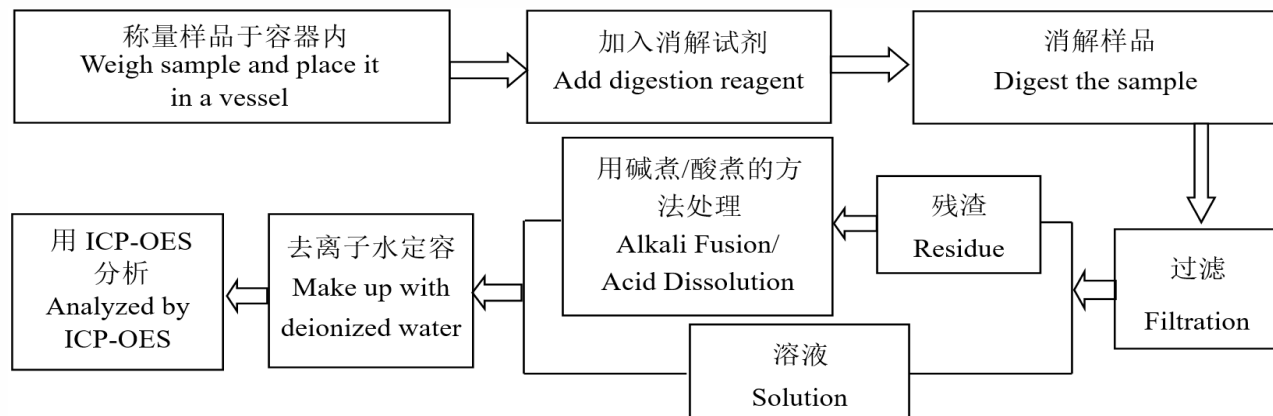 称量样品于容器内
Weigh sample and place it
in a vessel
加入消解试剂
Add digestion reagent
消解样品
Digest the sample
过滤
Filtration
残渣
Residue
用碱煮/酸煮的方
法处理
Alkali Fusion/
Acid Dissolution
溶液
Solution
去离子水定容
Make up with
deionized water
用 ICP-OES
分析
Analyzed by
ICP-OES